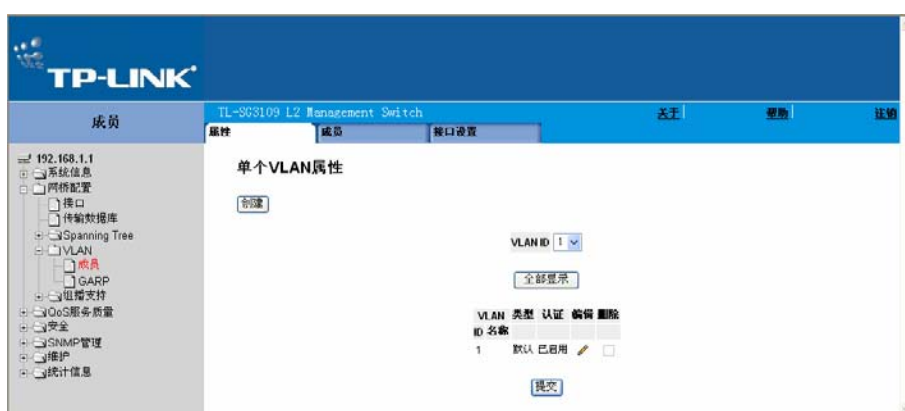 TP-LINK
成员
TL-SG3109 L2 Management Switch
关于
帮助
注销
属性
成员
接口设置
192.168.1.1
系统信息
网桥配置
接口
传输数据库
Spanning Tree
VLAN
成员
GARP
组播支持
QoS服务质量
安全
SNMP管理
维护
统计信息
单个VLAN属性
创建
VLAN ID 1
全部显示
VLAN ID 名称 类型 认证 编辑 删除
1 默认 已启用
提交